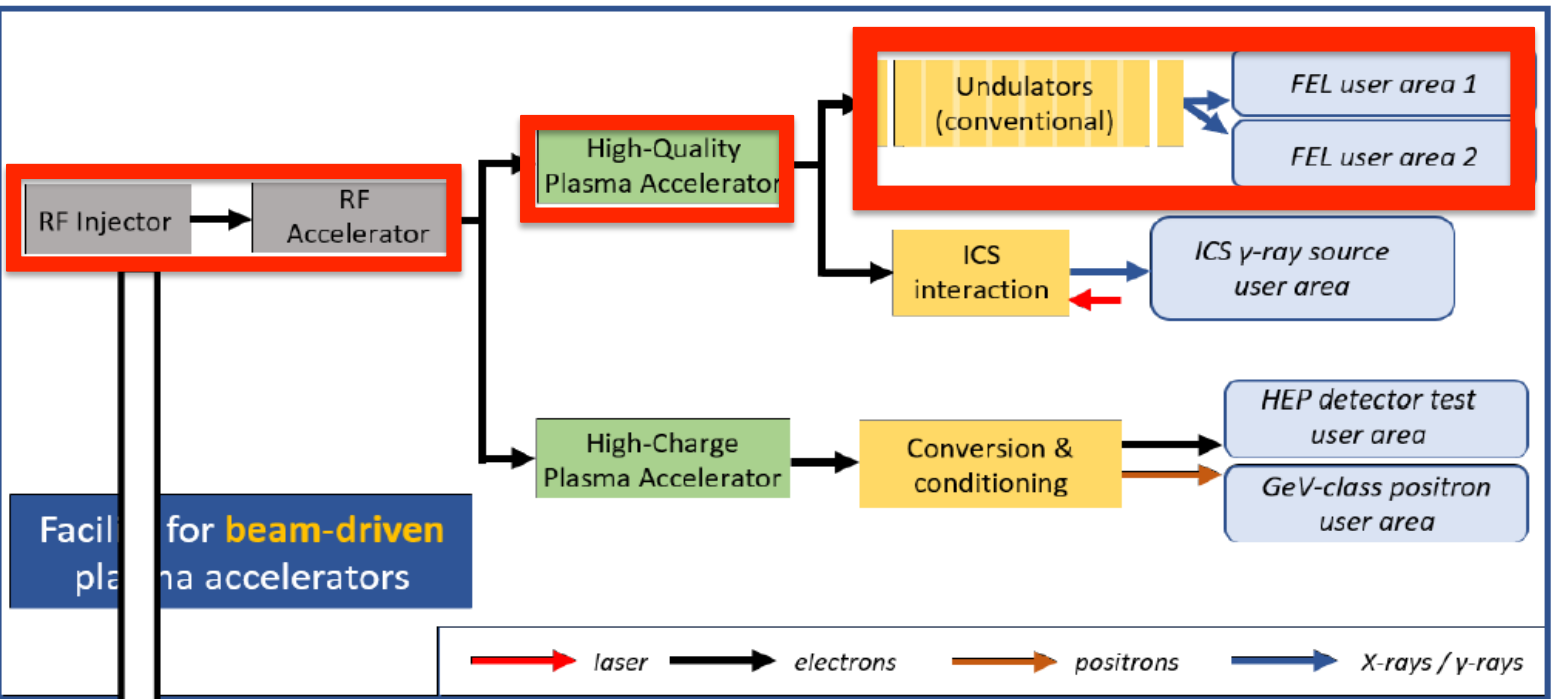 Undulators
(conventional)
FEL user area 1
FEL user area 2
High-Quality
Plasma Accelerator
RF Injector
RF
Accelerator
ICS
interaction
ICS γ-ray source
user area
High-Charge
Plasma Accelerator
Conversion &
conditioning
HEP detector test
user area
GeV-class positron
user area
for beam-driven
accelerators
laser
electrons
positrons
X-rays / γ-rays